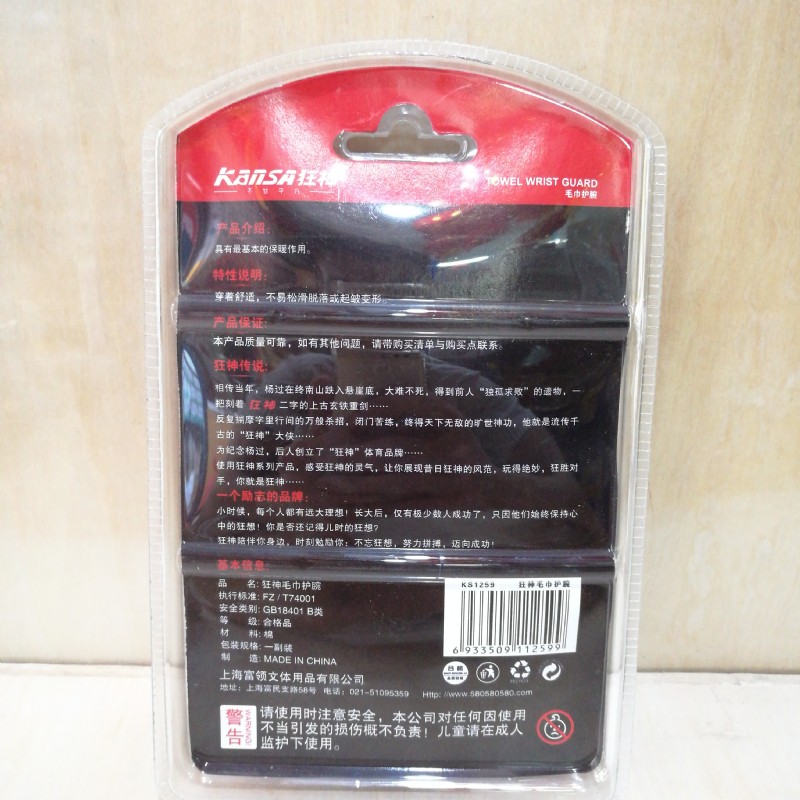 KANSA狂神
不甘平凡
TOWEL WRIST GUARD
毛巾护腕
产品介绍:
具有最基本的保暖作用。
特性说明:
穿着舒适，不易松滑脱落或起皱变形
产品保证:
本产品质量可靠，如有其他问题，请带购买清单与购买点联系。
狂神传说:
相传当年，杨过在终南山跌入悬崖底，大难不死，得到前人“独孤求败”的遗物，一
把刻着 狂神 二字的上古玄铁重剑……
反复揣摩字里行间的万般杀招，闭门苦练，终得天下无敌的旷世神功，他就是流传千
古的“狂神”大侠……
为纪念杨过，后人创立了“狂神”体育品牌……
使用狂神系列产品，感受狂神的灵气，让你展现昔日狂神的风范，玩得绝妙，狂胜对
手，你就是狂神……
一个励志的品牌:
小时候，每个人都有远大理想！长大后，仅有极少数人成功了，只因他们始终保持心
中的狂想！你是否还记得儿时的狂想？
狂神陪伴你身边，时刻勉励你：不忘狂想，努力拼搏，迈向成功！
基本信息:
品 名: 狂神毛巾护腕
执行标准: FZ/T74001
安全类别: GB18401 B类
等 级: 合格品
材 料: 棉
包装规格: 一副装
制 造: MADE IN CHINA
KS1259 狂神毛巾护腕
6 933509 112599
上海富领文体用品有限公司
地址: 上海富民支路58号 电话: 021-51095359 Http://www.580580580.com
警告
WARNING!
请使用时注意安全，本公司对任何因使用
不当引发的损伤概不负责！儿童请在成人
监护下使用。